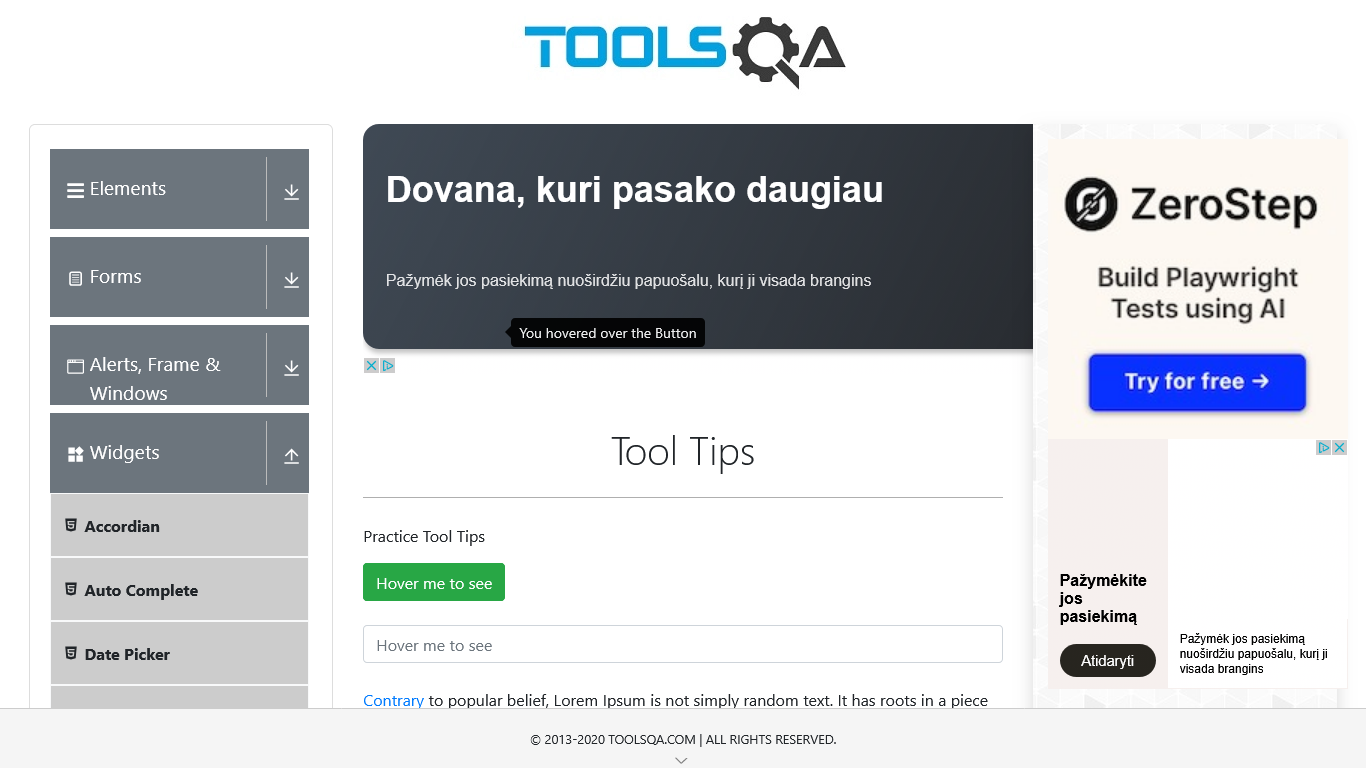 TOOLSQA
Elements
Forms
Alerts, Frame &
Windows
Widgets
Accordian
Auto Complete
Date Picker
Dovana, kuri pasako daugiau
Pažymėk jos pasiekimą nuoširdžiu papuošalu, kurį ji visada brangins
You hovered over the Button
Tool Tips
Practice Tool Tips
Hover me to see
Hover me to see
Contrary to popular belief, Lorem Ipsum is not simply random text. It has roots in a piece
ZeroStep
Build Playwright
Tests using AI
Try for free →
Pažymėkite
jos
pasiekimą
Atidaryti
Pažymėk jos pasiekimą
nuoširdžiu papuošalu, kurį ji
visada brangins
© 2013-2020 TOOLSQA.COM | ALL RIGHTS RESERVED.